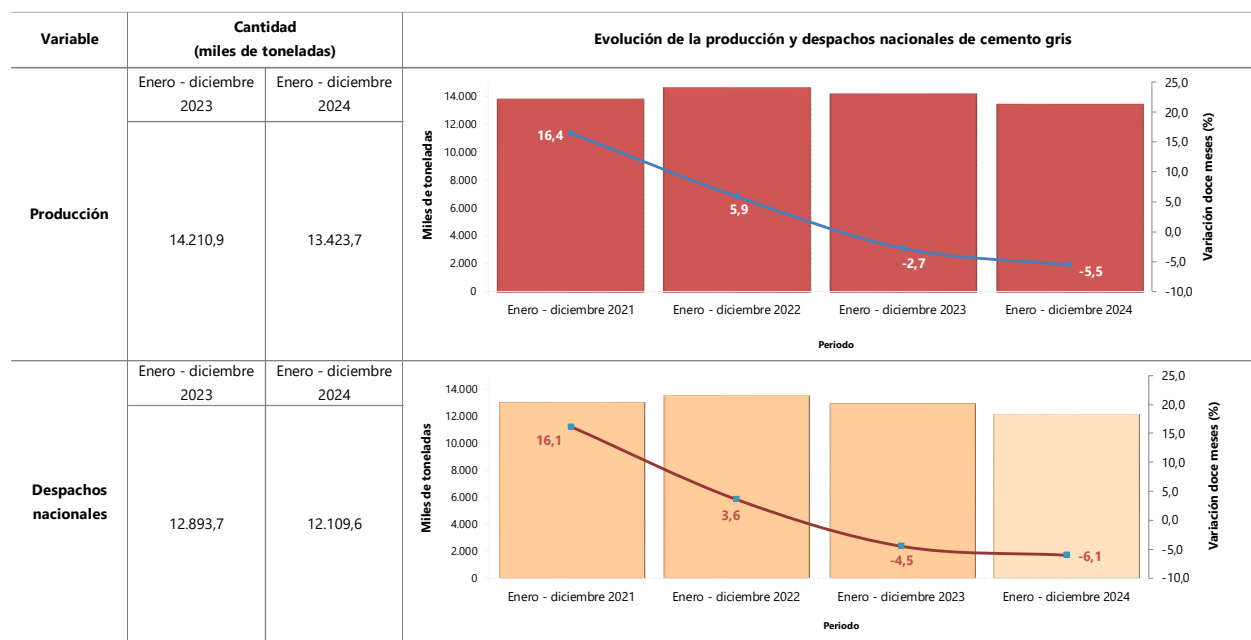 Variable
Cantidad
(miles de toneladas)
Evolución de la producción y despachos nacionales de cemento gris
Producción
Enero - diciembre
2023
Enero - diciembre
2024
14.210,9
13.423,7
Miles de toneladas
14.000
12.000
10.000
8.000
6.000
4.000
2.000
0
16,4
5,9
-2,7
-5,5
25,0
20,0
15,0
10,0
5,0
0,0
-5,0
-10,0
Variación doce meses (%)
Enero - diciembre 2021
Enero - diciembre 2022
Enero - diciembre 2023
Enero - diciembre 2024
Periodo
Despachos
nacionales
Enero - diciembre
2023
Enero - diciembre
2024
12.893,7
12.109,6
Miles de toneladas
14.000
12.000
10.000
8.000
6.000
4.000
2.000
0
16,1
3,6
-4,5
-6,1
25,0
20,0
15,0
10,0
5,0
0,0
-5,0
-10,0
Variación doce meses (%)
Enero - diciembre 2021
Enero - diciembre 2022
Enero - diciembre 2023
Enero - diciembre 2024
Periodo